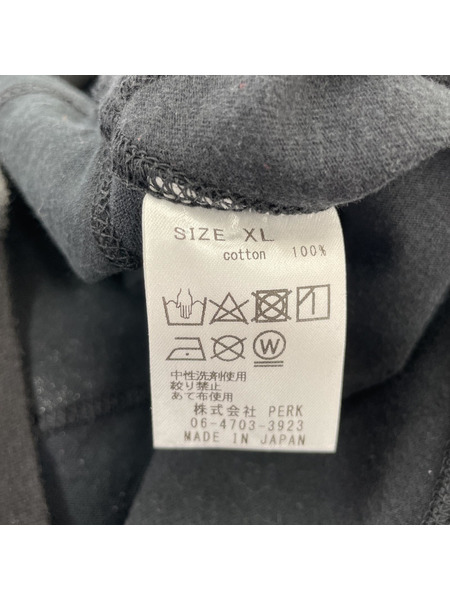 SIZE XL
cotton 100%
W
中性洗剤使用
絞り禁止
あて布使用
株式会社 PERK
06-4703-3923
MADE IN JAPAN